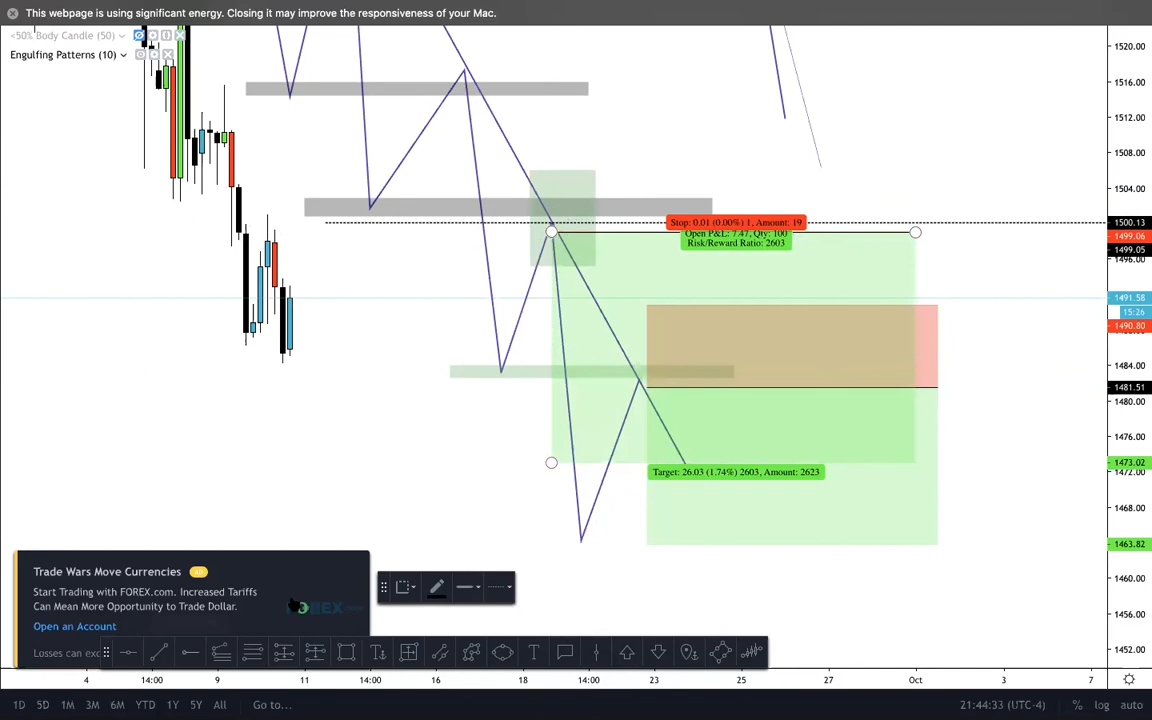 This webpage is using significant energy. Closing it may improve the responsiveness of your Mac.
<50% Body Candle (50)
Engulfing Patterns (10)
1520.00
1516.00
1512.00
1508.00
1504.00
1500.13
1499.06
1499.05
1496.00
1491.58
15:26
1490.80
1484.00
1481.51
1480.00
1476.00
1473.02
1472.00
1468.00
1463.82
1460.00
1456.00
1452.00
Stop: 0.01 (0.00%) 1, Amount: 19
Open P&L: 7.47, Qty: 100
Risk/Reward Ratio: 2603
Target: 26.03 (1.74%) 2603, Amount: 2623
Trade Wars Move Currencies
Start Trading with FOREX.com. Increased Tariffs
Can Mean More Opportunity to Trade Dollar.
Open an Account
Losses can exc
4 14:00 9 11 14:00 16 18 14:00 23 25 27 Oct 3 7
1D 5D 1M 3M 6M YTD 1Y 5Y All Go to...
21:44:33 (UTC-4) % log auto